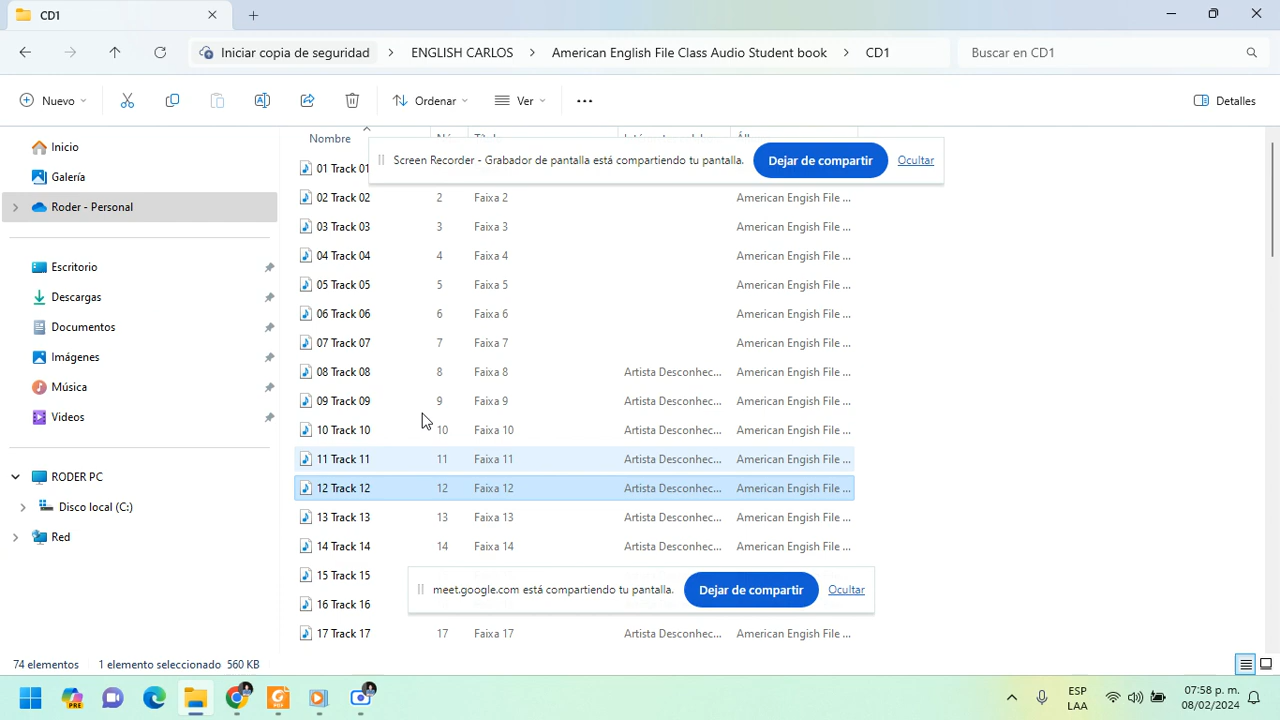 CD1
Iniciar copia de seguridad
ENGLISH CARLOS
American English File Class Audio Student book
CD1
Buscar en CD1
Nuevo
Ordenar
Ver
Detalles
Inicio
Galería
Roder - Personal
Escritorio
Descargas
Documentos
Imágenes
Música
Videos
RODER PC
Disco local (C:)
Red
Nombre
Screen Recorder - Grabador de pantalla está compartiendo tu pantalla.
Dejar de compartir
Ocultar
01 Track 01
02 Track 02 2 Faixa 2 American Engish File ...
03 Track 03 3 Faixa 3 American Engish File ...
04 Track 04 4 Faixa 4 American Engish File ...
05 Track 05 5 Faixa 5 American Engish File ...
06 Track 06 6 Faixa 6 American Engish File ...
07 Track 07 7 Faixa 7 American Engish File ...
08 Track 08 8 Faixa 8 Artista Desconhec... American Engish File ...
09 Track 09 9 Faixa 9 Artista Desconhec... American Engish File ...
10 Track 10 10 Faixa 10 Artista Desconhec... American Engish File ...
11 Track 11 11 Faixa 11 Artista Desconhec... American Engish File ...
12 Track 12 12 Faixa 12 Artista Desconhec... American Engish File ...
13 Track 13 13 Faixa 13 Artista Desconhec... American Engish File ...
14 Track 14 14 Faixa 14 Artista Desconhec... American Engish File ...
15 Track 15
meet.google.com está compartiendo tu pantalla.
Dejar de compartir
Ocultar
16 Track 16
17 Track 17 17 Faixa 17 Artista Desconhec... American Engish File ...
74 elementos
1 elemento seleccionado 560 KB
PRE
PDF
ESP
LAA
07:58 p. m.
08/02/2024